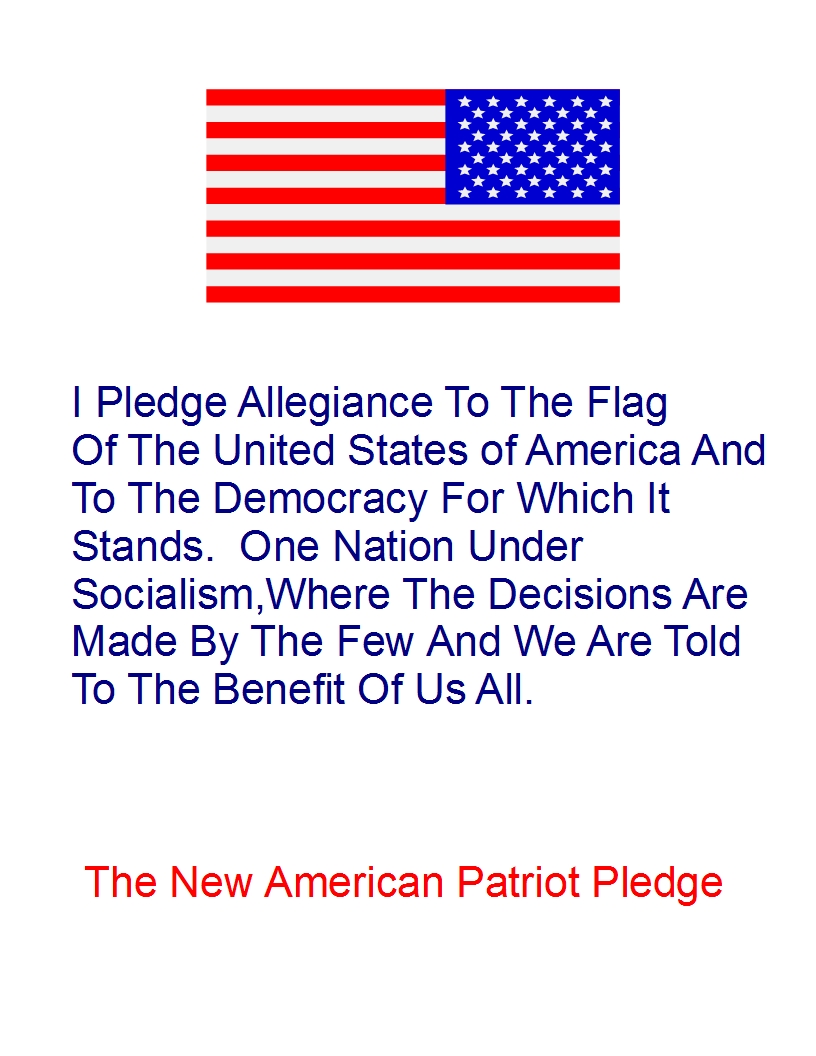 I Pledge Allegiance To The Flag
Of The United States of America And
To The Democracy For Which It
Stands.  One Nation Under
Socialism,Where The Decisions Are
Made By The Few And We Are Told
To The Benefit Of Us All.
The New American Patriot Pledge